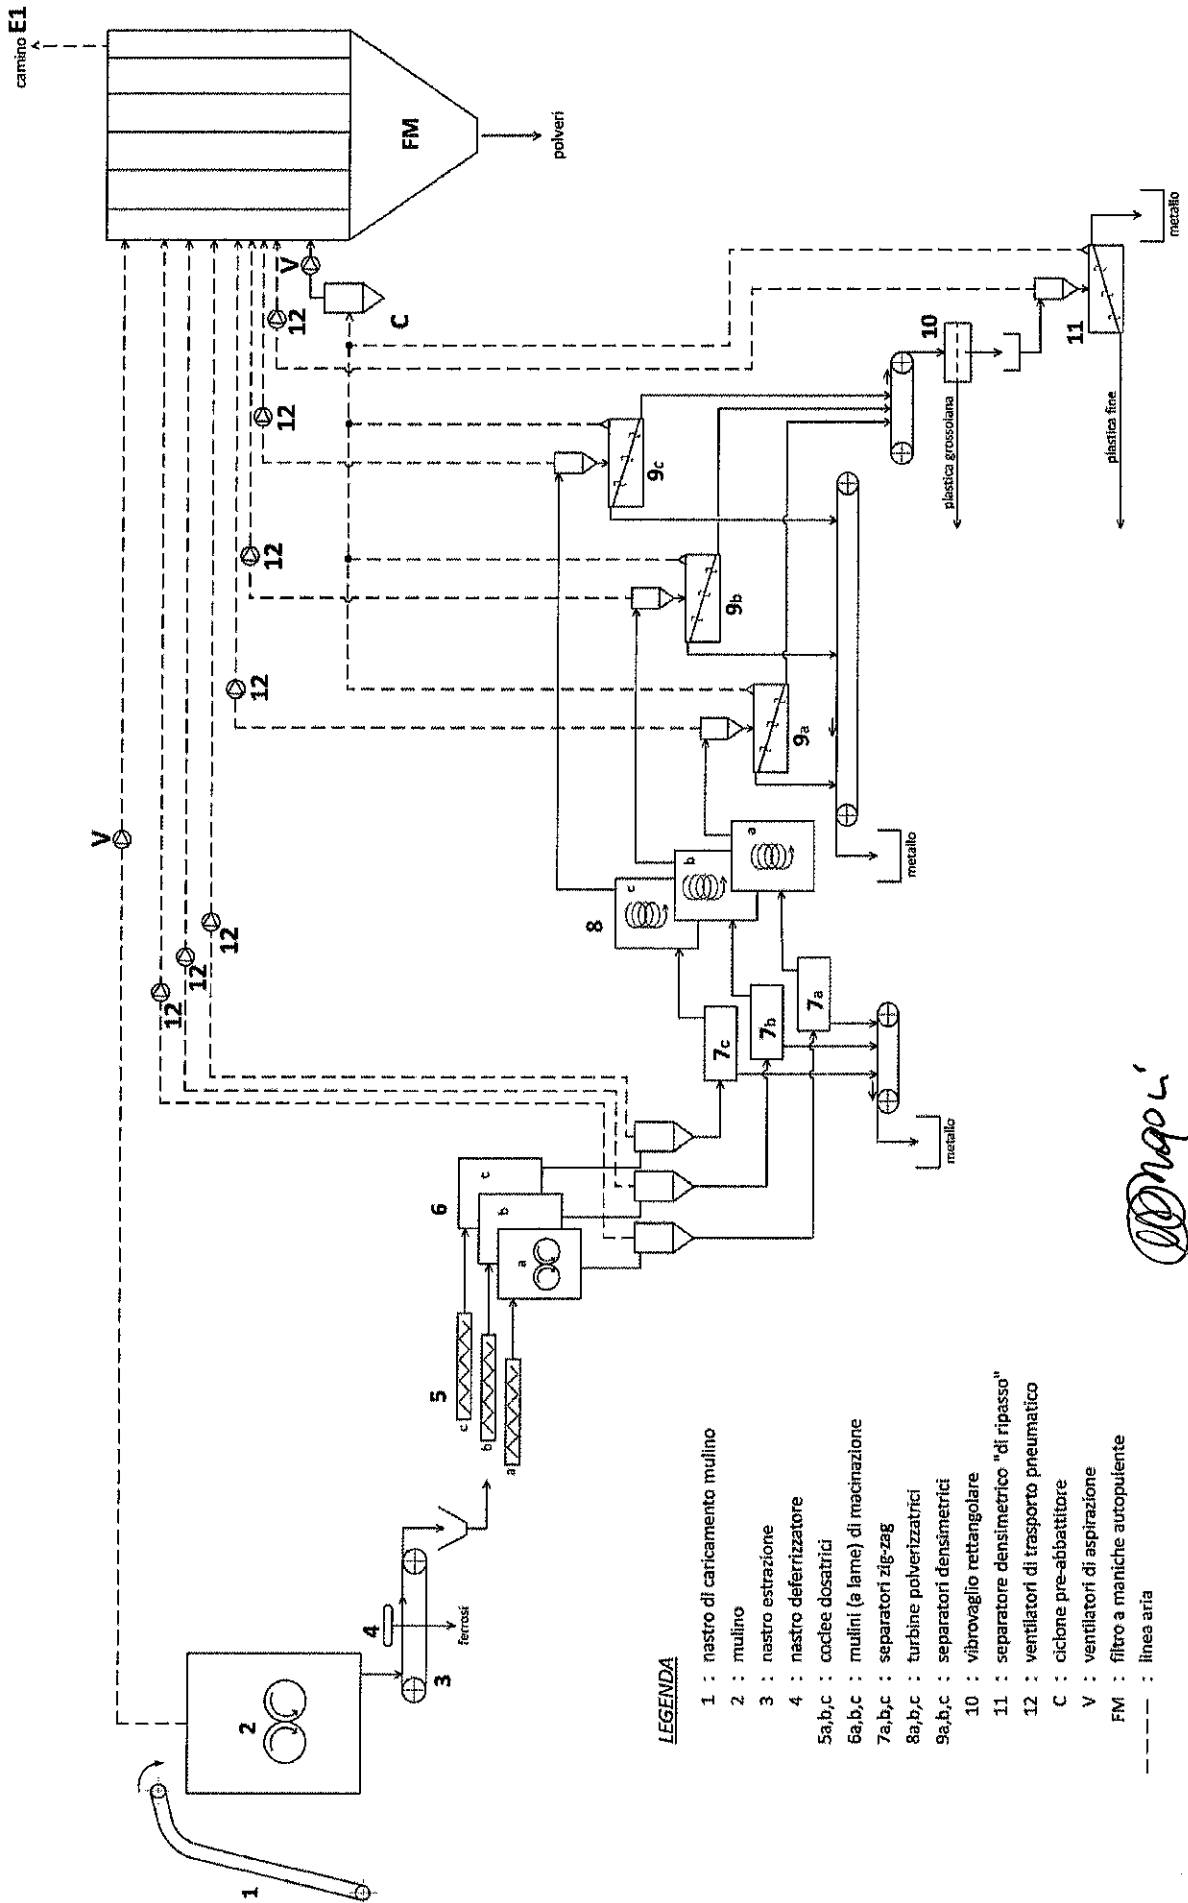 camino E1
FM
polveri
V
12
12
12
12
12
12
12
V
C
1
2
3
4
ferrosi
5
c
b
a
6
c
b
a
7c
7b
7a
metallo
8
c
b
a
9c
9b
9a
metallo
10
plastica grossolana
11
plastica fine
metallo
LEGENDA
1 : nastro di caricamento mulino
2 : mulino
3 : nastro estrazione
4 : nastro deferrizzatore
5a,b,c : coclee dosatrici
6a,b,c : mulini (a lame) di macinazione
7a,b,c : separatori zig-zag
8a,b,c : turbine polverizzatrici
9a,b,c : separatori densimetrici
10 : vibrovaglio rettangolare
11 : separatore densimetrico "di ripasso"
12 : ventilatori di trasporto pneumatico
C : ciclone pre-abbattitore
V : ventilatori di aspirazione
FM : filtro a maniche autopulente
---- : linea aria